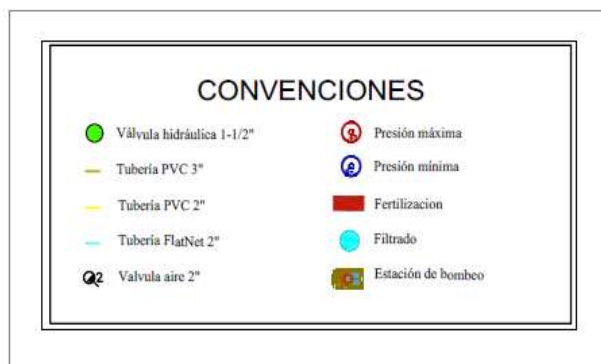 CONVENCIONES
Válvula hidráulica 1-1/2"
Tubería PVC 3"
Tubería PVC 2"
Tubería FlatNet 2"
2
Valvula aire 2"
Presión máxima
Presión mínima
Fertilizacion
Filtrado
Estación de bombeo